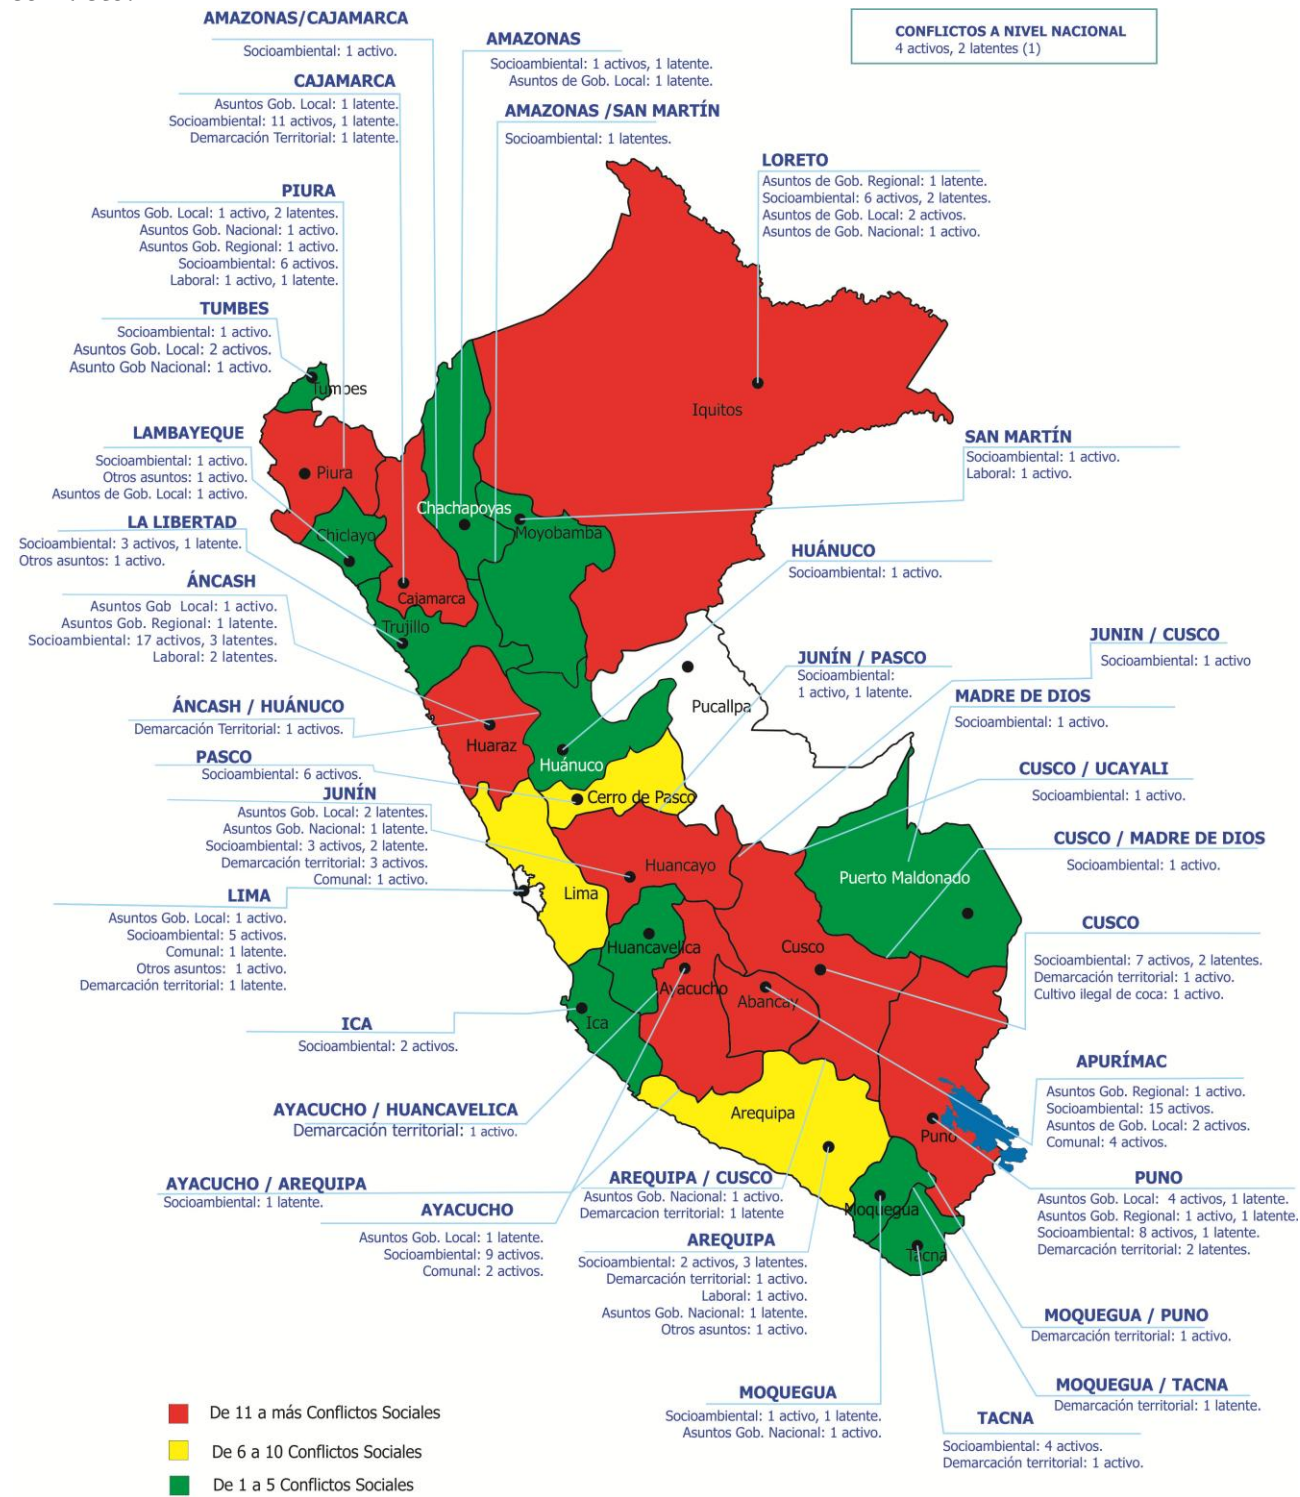 AMAZONAS/CAJAMARCA
Socioambiental: 1 activo.
CAJAMARCA
Asuntos Gob. Local: 1 latente.
Socioambiental: 11 activos, 1 latente.
Demarcación Territorial: 1 latente.
AMAZONAS
Socioambiental: 1 activos, 1 latente.
Asuntos de Gob. Local: 1 latente.
AMAZONAS /SAN MARTÍN
Socioambiental: 1 latentes.
CONFLICTOS A NIVEL NACIONAL
4 activos, 2 latentes (1)
LORETO
Asuntos de Gob. Regional: 1 latente.
Socioambiental: 6 activos, 2 latentes.
Asuntos de Gob. Local: 2 activos.
Asuntos de Gob. Nacional: 1 activo.
PIURA
Asuntos Gob. Local: 1 activo, 2 latentes.
Asuntos Gob. Nacional: 1 activo.
Asuntos Gob. Regional: 1 activo.
Socioambiental: 6 activos.
Laboral: 1 activo, 1 latente.
TUMBES
Socioambiental: 1 activo.
Asuntos Gob. Local: 2 activos.
Asunto Gob Nacional: 1 activo.
LAMBAYEQUE
Socioambiental: 1 activo.
Otros asuntos: 1 activo.
Asuntos de Gob. Local: 1 activo.
LA LIBERTAD
Socioambiental: 3 activos, 1 latente.
Otros asuntos: 1 activo.
ÁNCASH
Asuntos Gob Local: 1 activo.
Asuntos Gob. Regional: 1 latente.
Socioambiental: 17 activos, 3 latentes.
Laboral: 2 latentes.
ÁNCASH / HUÁNUCO
Demarcación Territorial: 1 activos.
PASCO
Socioambiental: 6 activos.
JUNÍN
Asuntos Gob. Local: 2 latentes.
Asuntos Gob. Nacional: 1 latente.
Socioambiental: 3 activos, 2 latente.
Demarcación territorial: 3 activos.
Comunal: 1 activo.
LIMA
Asuntos Gob. Local: 1 activo.
Socioambiental: 5 activos.
Comunal: 1 latente.
Otros asuntos: 1 activo.
Demarcación territorial: 1 latente.
ICA
Socioambiental: 2 activos.
AYACUCHO / HUANCAVELICA
Demarcación territorial: 1 activo.
AYACUCHO / AREQUIPA
Socioambiental: 1 latente.
AYACUCHO
Asuntos Gob. Local: 1 latente.
Socioambiental: 9 activos.
Comunal: 2 activos.
AREQUIPA / CUSCO
Asuntos Gob. Nacional: 1 activo.
Demarcacion territorial: 1 latente
AREQUIPA
Socioambiental: 2 activos, 3 latentes.
Demarcación territorial: 1 activo.
Laboral: 1 activo.
Asuntos Gob. Nacional: 1 latente.
Otros asuntos: 1 activo.
MOQUEGUA
Socioambiental: 1 activo, 1 latente.
Asuntos Gob. Nacional: 1 activo.
SAN MARTÍN
Socioambiental: 1 activo.
Laboral: 1 activo.
HUÁNUCO
Socioambiental: 1 activo.
JUNÍN / PASCO
Socioambiental:
1 activo, 1 latente.
JUNIN / CUSCO
Socioambiental: 1 activo
MADRE DE DIOS
Socioambiental: 1 activo.
CUSCO / UCAYALI
Socioambiental: 1 activo.
CUSCO / MADRE DE DIOS
Socioambiental: 1 activo.
CUSCO
Socioambiental: 7 activos, 2 latentes.
Demarcación territorial: 1 activo.
Cultivo ilegal de coca: 1 activo.
APURÍMAC
Asuntos Gob. Regional: 1 activo.
Socioambiental: 15 activos.
Asuntos de Gob. Local: 2 activos.
Comunal: 4 activos.
PUNO
Asuntos Gob. Local: 4 activos, 1 latente.
Asuntos Gob. Regional: 1 activo, 1 latente.
Socioambiental: 8 activos, 1 latente.
Demarcación territorial: 2 latentes.
MOQUEGUA / PUNO
Demarcación territorial: 1 activo.
MOQUEGUA / TACNA
Demarcación territorial: 1 latente.
TACNA
Socioambiental: 4 activos.
Demarcación territorial: 1 activo.
Tumbes
Piura
Chiclayo
Chachapoyas
Moyobamba
Iquitos
Cajamarca
Trujillo
Huaraz
Huánuco
Pucallpa
Cerro de Pasco
Huancayo
Lima
Puerto Maldonado
Huancavelica
Cusco
Ayacucho
Abancay
Ica
Arequipa
Puno
Moquegua
Tacna
De 11 a más Conflictos Sociales
De 6 a 10 Conflictos Sociales
De 1 a 5 Conflictos Sociales